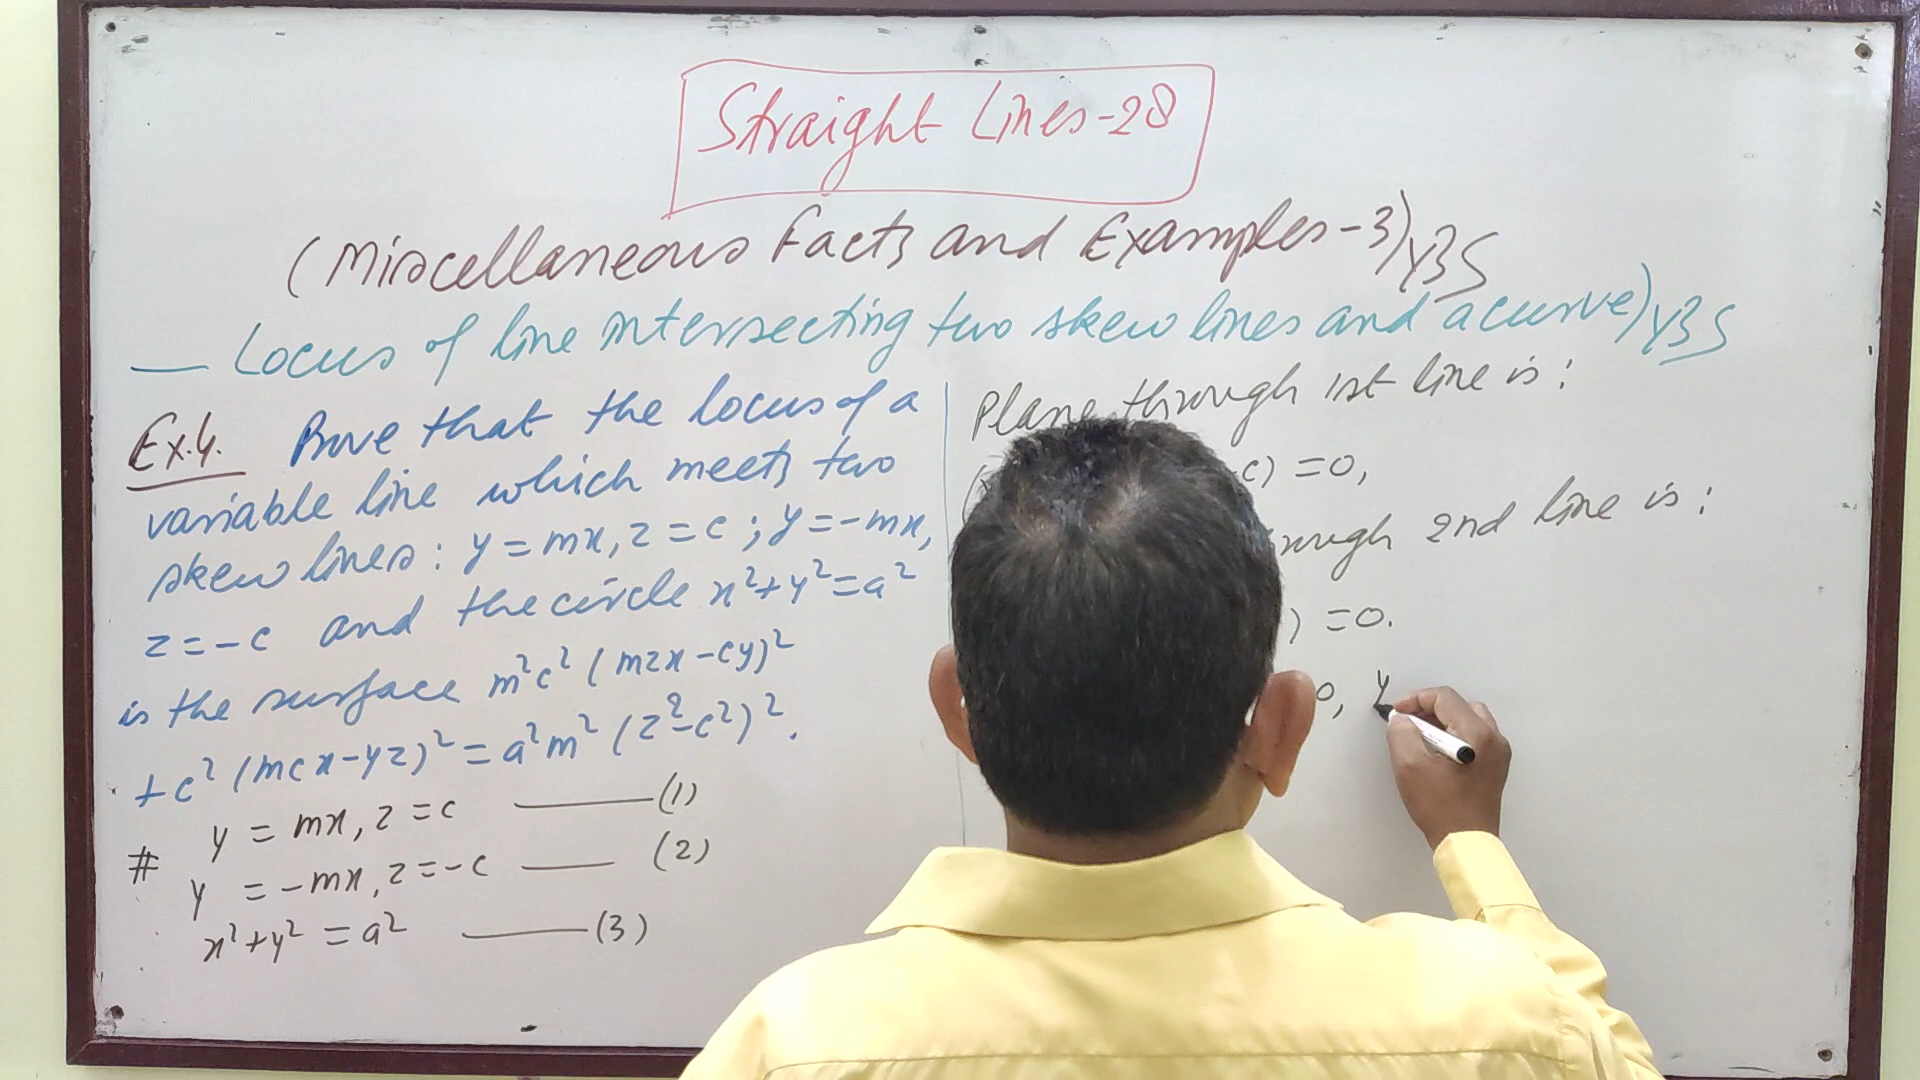 Straight Lines-28
(Miscellaneous Facts and Examples-3)
— Locus of line intersecting two skew lines and a curve)
Ex.4. Prove that the locus of a
variable line which meets two
skew lines: y = mx, z = c ; y = -mx,
z = -c and the circle x²+y²=a²
is the surface m²c²(mzx-cy)²
+c²(mcx-yz)² = a²m²(z²-c²)².
# y = mx, z = c —— (1)
y = -mx, z = -c —— (2)
x²+y² = a² —— (3)
Plane through 1st line is:
c) =0,
rough 2nd line is:
) =0.
0, y